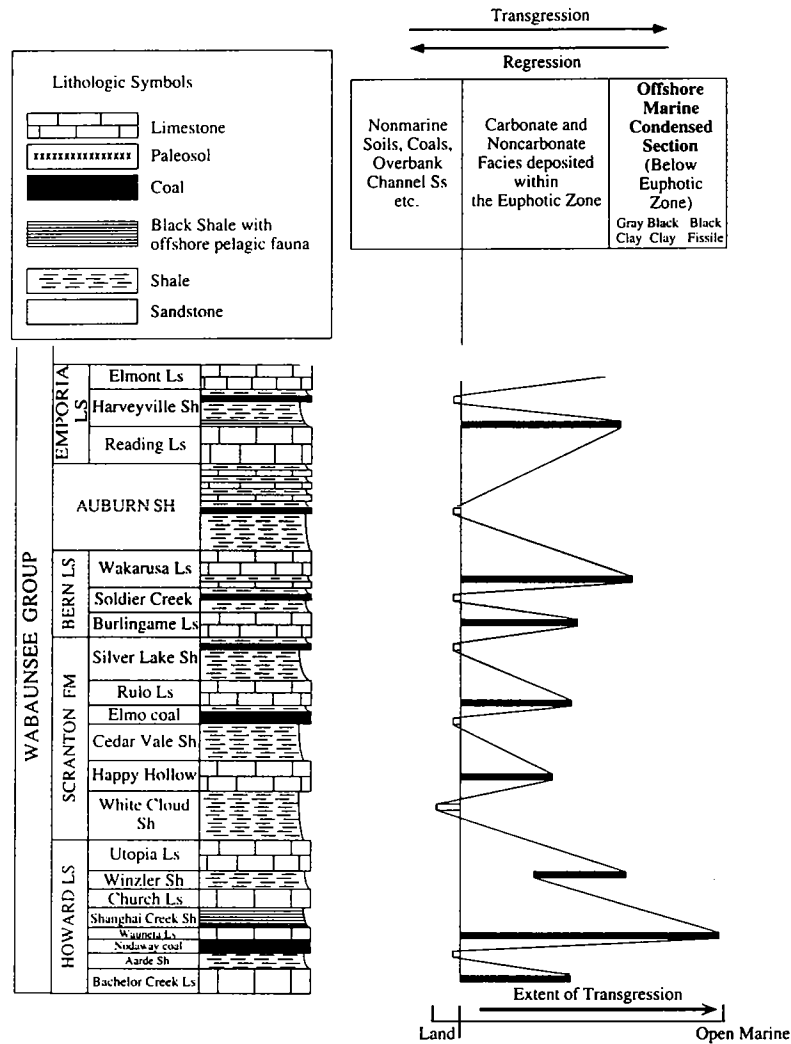 Transgression
Regression
Lithologic Symbols
Limestone
Paleosol
Coal
Black Shale with
offshore pelagic fauna
Shale
Sandstone
Nonmarine
Soils, Coals,
Overbank
Channel Ss
etc.
Carbonate and
Noncarbonate
Facies deposited
within
the Euphotic Zone
Offshore
Marine
Condensed
Section
(Below
Euphotic
Zone)
Gray Black Black
Clay Clay Fissile
WABAUNSEE GROUP
EMPORIA
LS
Elmont Ls
Harveyville Sh
Reading Ls
AUBURN SH
BERN LS
Wakarusa Ls
Soldier Creek
Burlingame Ls
SCRANTON FM
Silver Lake Sh
Rulo Ls
Elmo coal
Cedar Vale Sh
Happy Hollow
White Cloud
Sh
HOWARD LS
Utopia Ls
Winzler Sh
Church Ls
Shanghai Creek Sh
Wauneta Ls
Nodaway coal
Aarde Sh
Bachelor Creek Ls
Extent of Transgression
Land
Open Marine